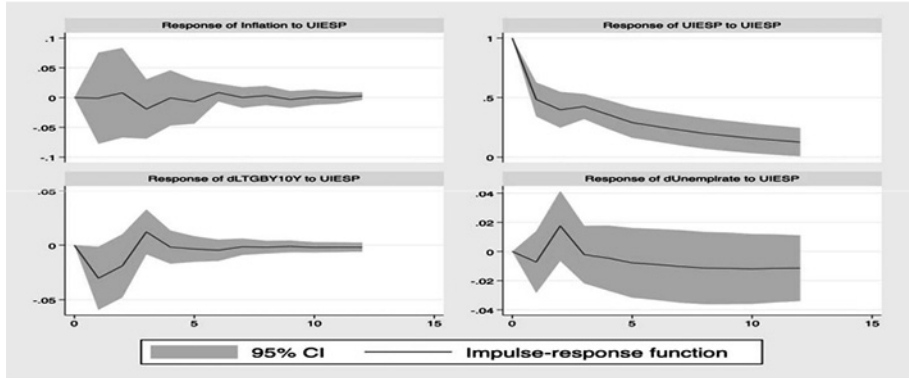 Response of Inflation to UIESP
Response of UIESP to UIESP
.1
.05
0
-.05
-.1
1
.5
0
Response of dLTGBY10Y to UIESP
Response of dUnemplrate to UIESP
.05
0
-.05
.04
.02
0
-.02
-.04
0 5 10 15
0 5 10 15
95% CI
Impulse-response function